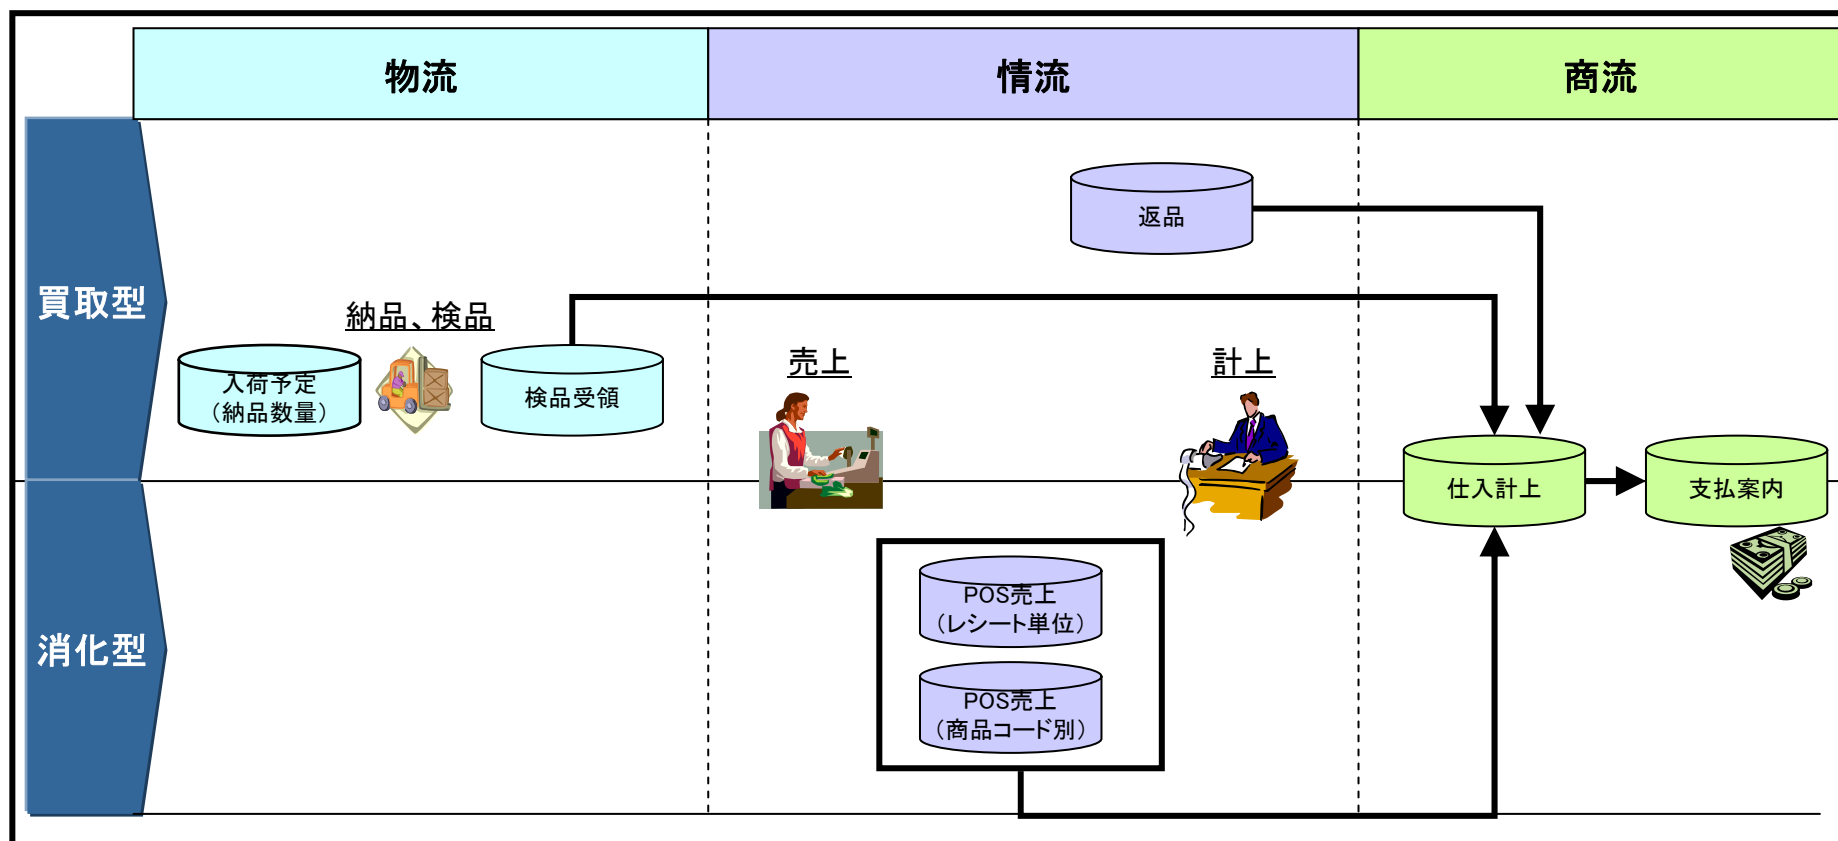 物流
情流
商流
買取型
返品
納品、検品
入荷予定
（納品数量）
検品受領
売上
計上
仕入計上
支払案内
消化型
POS売上
（レシート単位）
POS売上
（商品コード別）